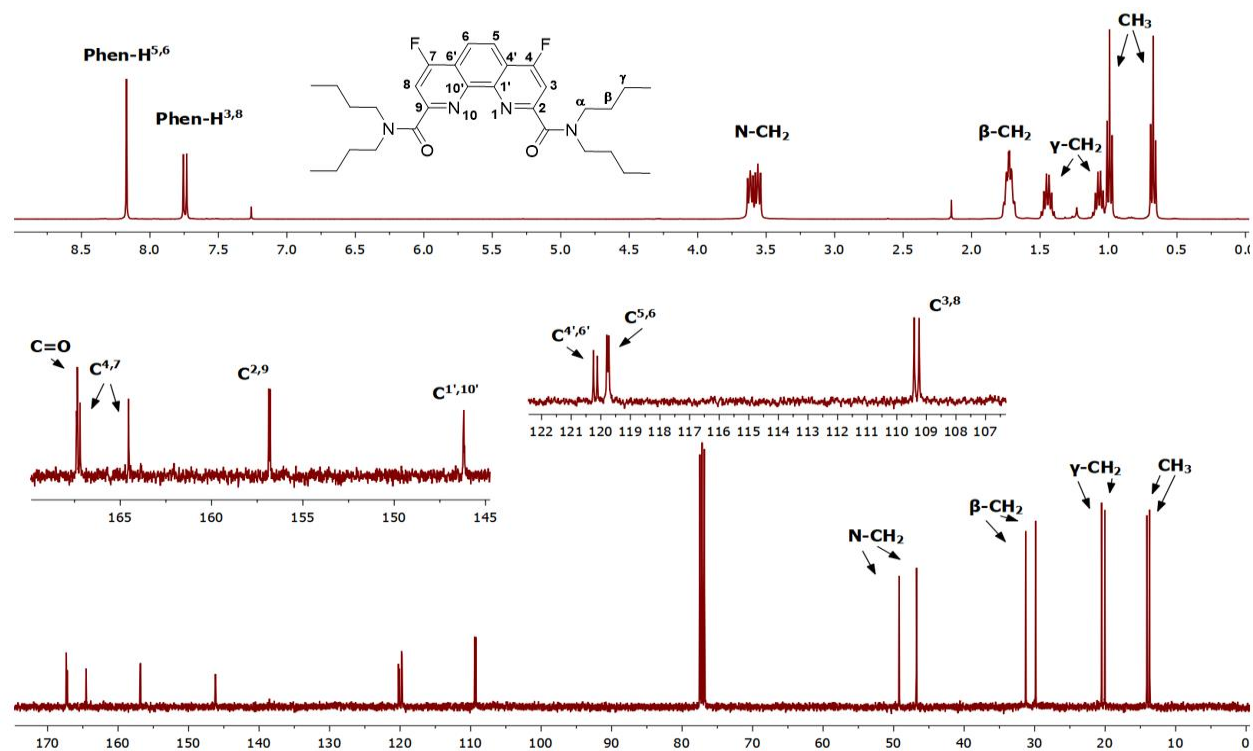 CH₃
Phen-H⁵,⁶
Phen-H³,⁸
N-CH₂
β-CH₂
γ-CH₂
F
F
7
6
5
4
6'
4'
8
3
10'
1'
9
N
10
1
N
2
N
O
O
N
α
β
γ
8.5 8.0 7.5 7.0 6.5 6.0 5.5 5.0 4.5 4.0 3.5 3.0 2.5 2.0 1.5 1.0 0.5 0.0
C=O
C⁴,⁷
C²,⁹
C¹',¹⁰'
165 160 155 150 145
C⁴',⁶'
C⁵,⁶
C³,⁸
122 121 120 119 118 117 116 115 114 113 112 111 110 109 108 107
N-CH₂
β-CH₂
γ-CH₂
CH₃
170 160 150 140 130 120 110 100 90 80 70 60 50 40 30 20 10 0